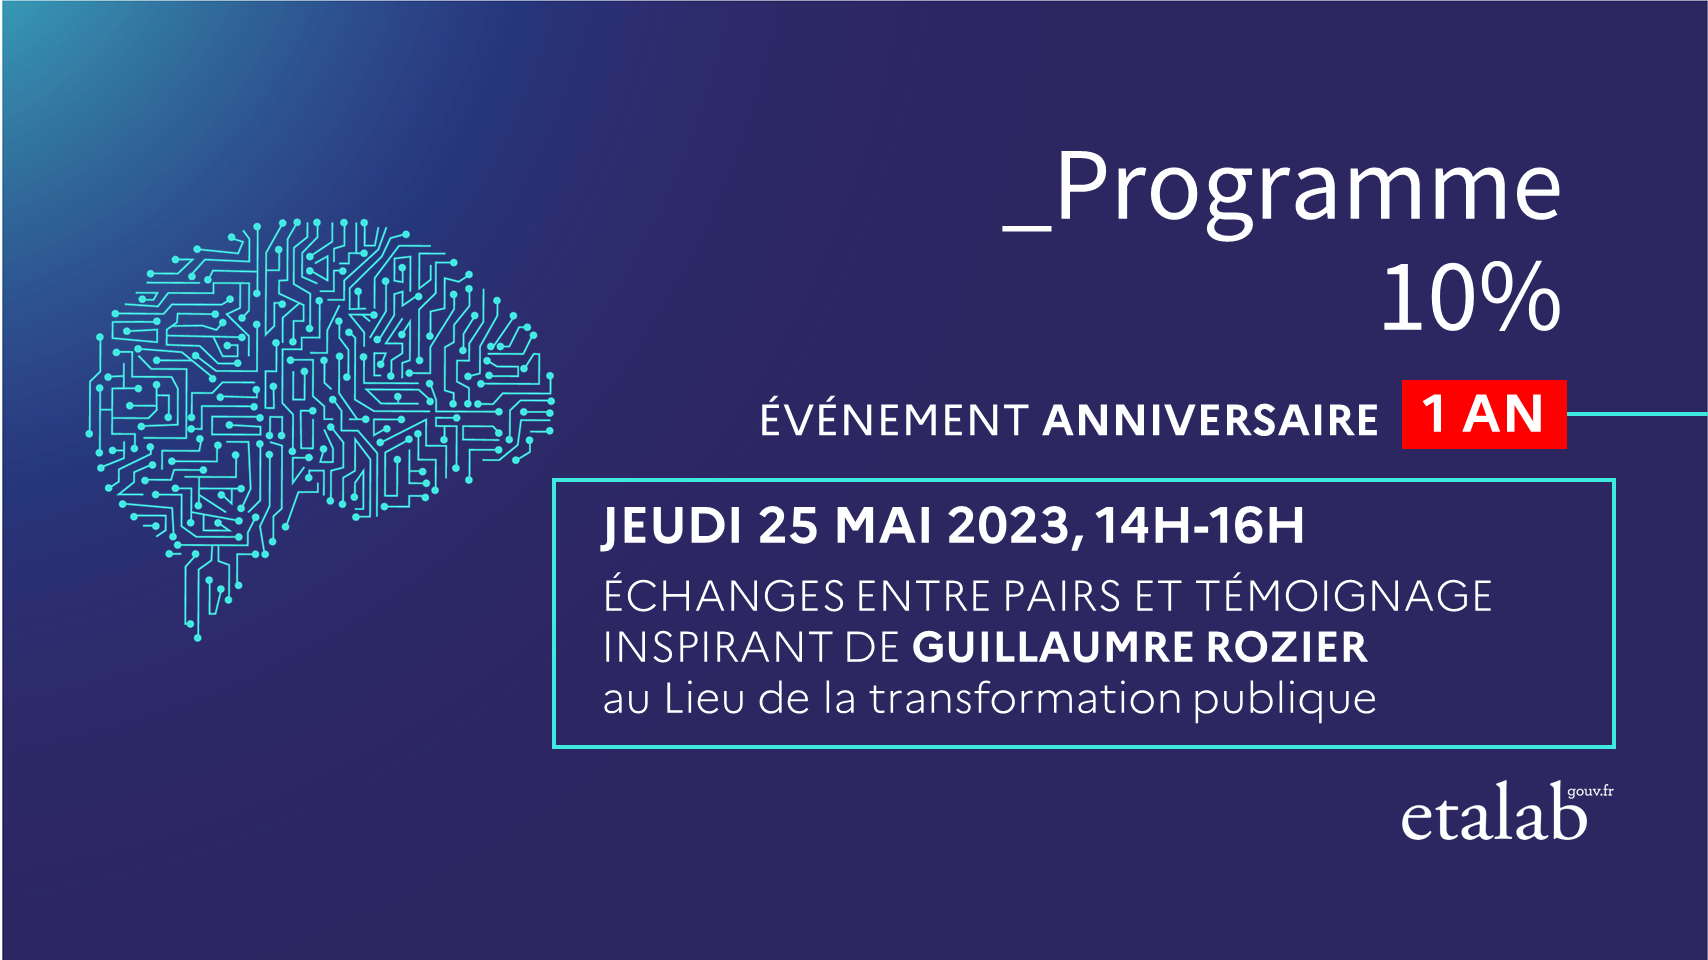 _Programme
10%
ÉVÉNEMENT ANNIVERSAIRE 1 AN
JEUDI 25 MAI 2023, 14H-16H
ÉCHANGES ENTRE PAIRS ET TÉMOIGNAGE
INSPIRANT DE GUILLAUMRE ROZIER
au Lieu de la transformation publique
etalab gouv.fr